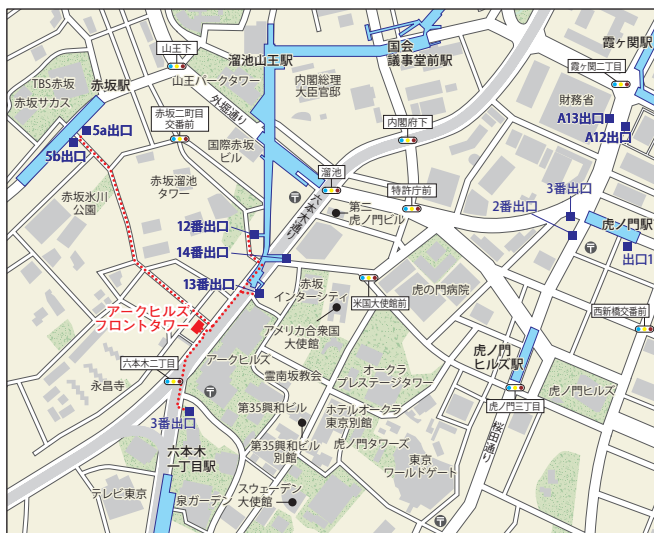 国会
議事堂前駅
霞ヶ関駅
山王下
溜池山王駅
TBS赤坂
赤坂サカス
赤坂駅
山王パークタワー
内閣総理
大臣官邸
霞ヶ関二丁目
財務省
外堀通り
A13出口
A12出口
赤坂二町目
交番前
5a出口
5b出口
国際赤坂
ビル
内閣府下
赤坂氷川
公園
赤坂溜池
タワー
溜池
特許庁前
3番出口
2番出口
虎ノ門駅
出口1
六本木通り
第二
虎ノ門ビル
12番出口
14番出口
13番出口
赤坂
インターシティ
米国大使館前
虎の門病院
西新橋交番前
アークヒルズ
フロントタワー
アメリカ合衆国
大使館
虎ノ門
ヒルズ駅
六本木二丁目
アークヒルズ
霊南坂教会
オークラ
プレステージタワー
永昌寺
虎ノ門三丁目
虎ノ門ヒルズ
3番出口
第35興和ビル
ホテルオークラ
東京別館
桜田通り
六本木
一丁目駅
第35興和ビル
別館
虎ノ門タワーズ
東京
ワールドゲート
テレビ東京
泉ガーデン
スウェーデン
大使館